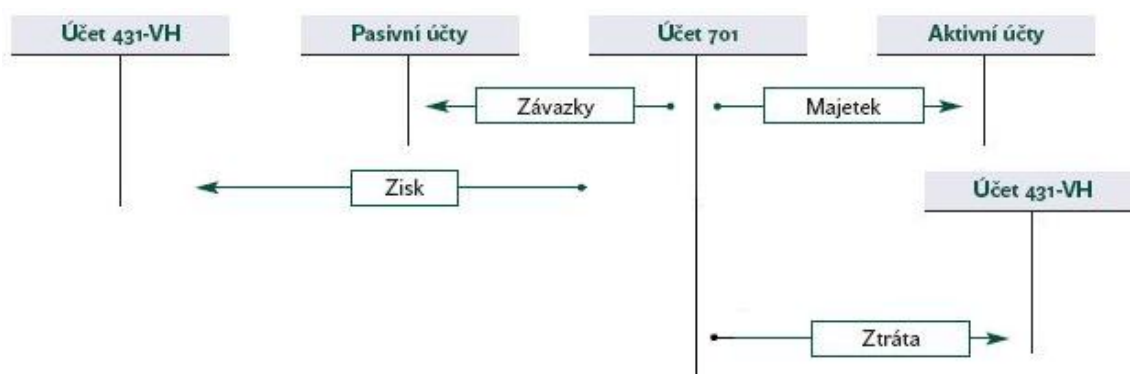 Účet 431-VH
Pasivní účty
Účet 701
Aktivní účty
Závazky
Majetek
Zisk
Účet 431-VH
Ztráta